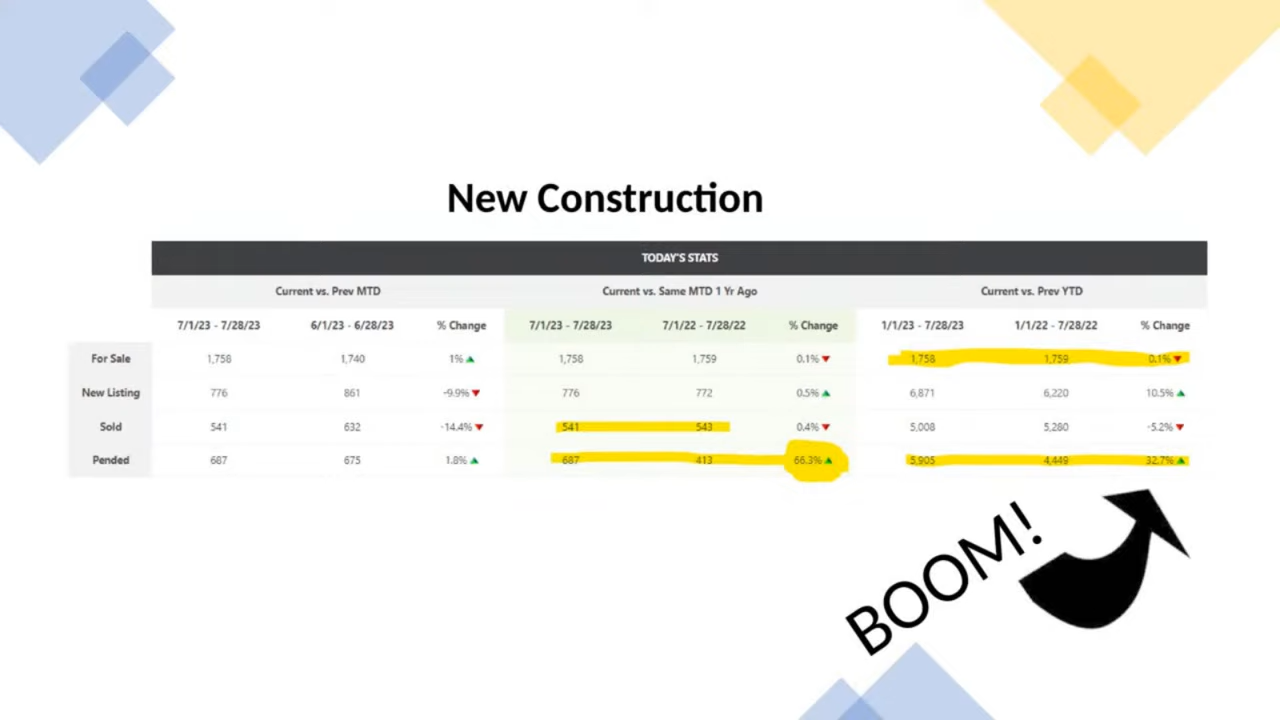 New Construction
TODAY'S STATS
Current vs. Prev MTD Current vs. Same MTD 1 Yr Ago Current vs. Prev YTD
7/1/23 - 7/28/23 6/1/23 - 6/28/23 % Change 7/1/23 - 7/28/23 7/1/22 - 7/28/22 % Change 1/1/23 - 7/28/23 1/1/22 - 7/28/22 % Change
For Sale 1,758 1,740 1% 1,758 1,759 0.1% 1,758 1,759 0.1%
New Listing 776 861 -9.9% 776 772 0.5% 6,871 6,220 10.5%
Sold 541 632 -14.4% 541 543 0.4% 5,008 5,280 -5.2%
Pended 687 675 1.8% 687 413 66.3% 5,905 4,449 32.7%
BOOM!